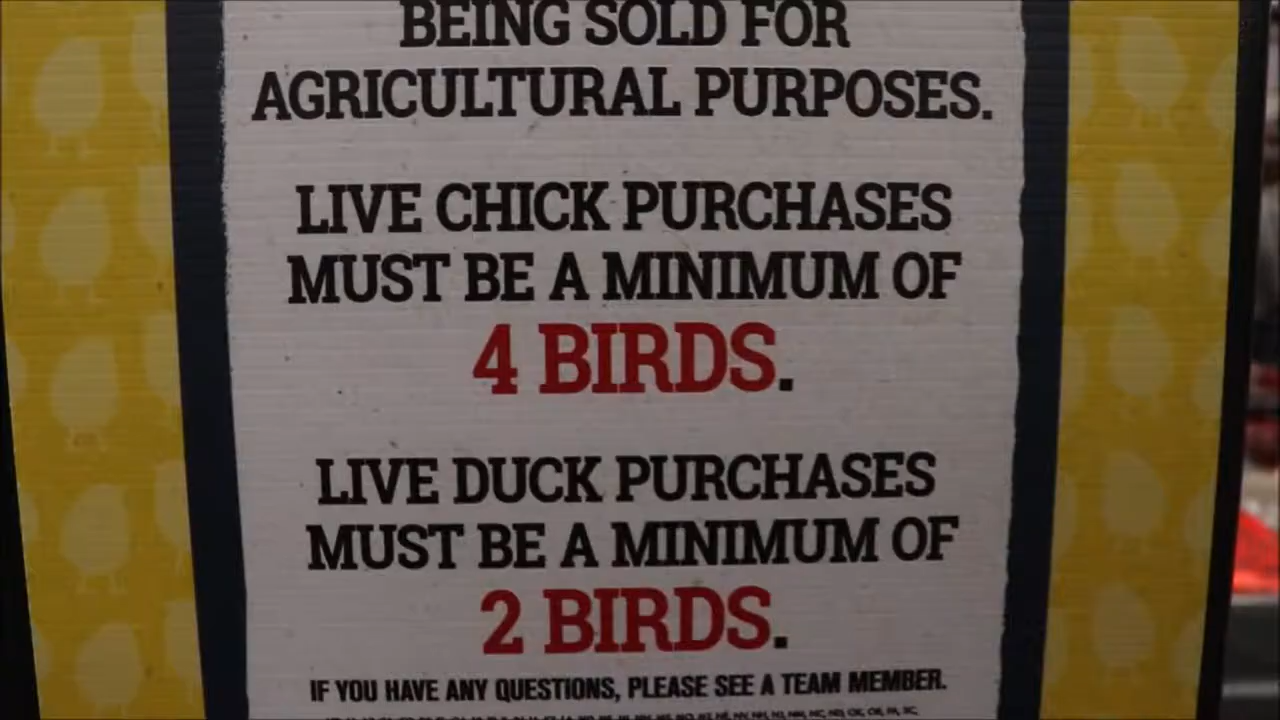 BEING SOLD FOR
AGRICULTURAL PURPOSES.
LIVE CHICK PURCHASES
MUST BE A MINIMUM OF
4 BIRDS.
LIVE DUCK PURCHASES
MUST BE A MINIMUM OF
2 BIRDS.
IF YOU HAVE ANY QUESTIONS, PLEASE SEE A TEAM MEMBER.